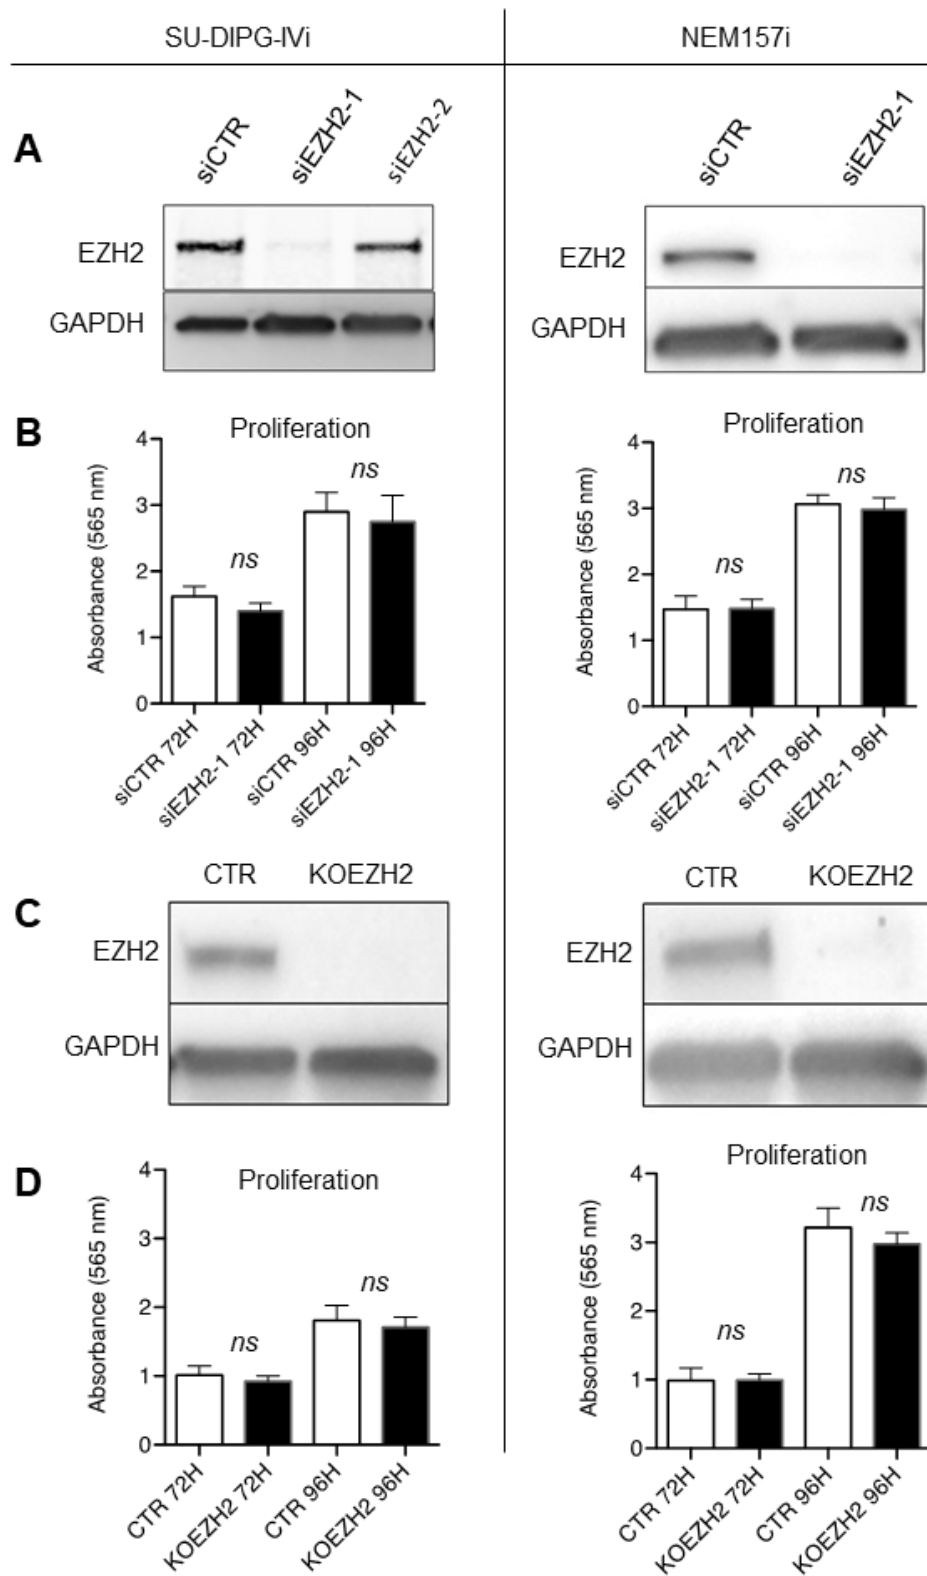 SU-DIPG-IVi
NEM157i
A
siCTR
siEZH2-1
siEZH2-2
EZH2
GAPDH
siCTR
siEZH2-1
EZH2
GAPDH
B
Proliferation
Absorbance (565 nm)
4
3
2
1
0
ns
ns
siCTR 72H
siEZH2-1 72H
siCTR 96H
siEZH2-1 96H
Proliferation
Absorbance (565 nm)
4
3
2
1
0
ns
ns
siCTR 72H
siEZH2-1 72H
siCTR 96H
siEZH2-1 96H
C
CTR KOEZH2
EZH2
GAPDH
CTR KOEZH2
EZH2
GAPDH
D
Proliferation
Absorbance (565 nm)
4
3
2
1
0
ns
ns
CTR 72H
KOEZH2 72H
CTR 96H
KOEZH2 96H
Proliferation
Absorbance (565 nm)
4
3
2
1
0
ns
ns
CTR 72H
KOEZH2 72H
CTR 96H
KOEZH2 96H